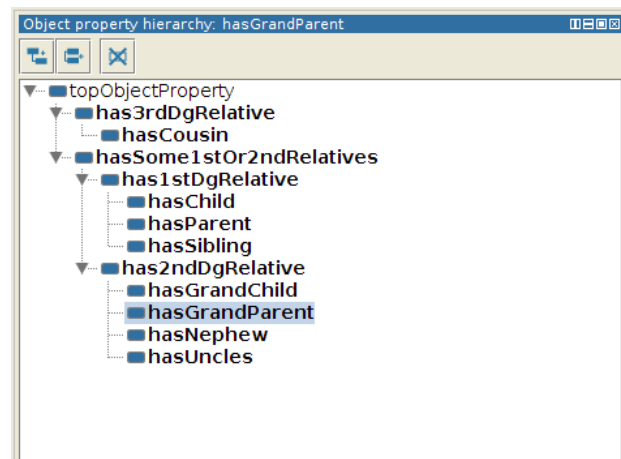 Object property hierarchy: hasGrandParent
topObjectProperty
has3rdDgRelative
hasCousin
hasSome1stOr2ndRelatives
has1stDgRelative
hasChild
hasParent
hasSibling
has2ndDgRelative
hasGrandChild
hasGrandParent
hasNephew
hasUncles